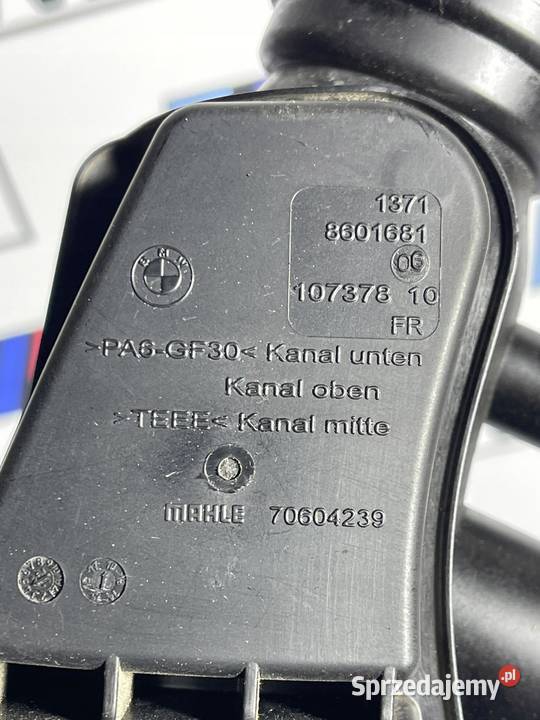 1371
8601681
06
BMW
107378 10
FR
>PA6-GF30< Kanal unten
Kanal oben
>TEEE< Kanal mitte
MAHLE 70604239
Sprzedajemy.pl